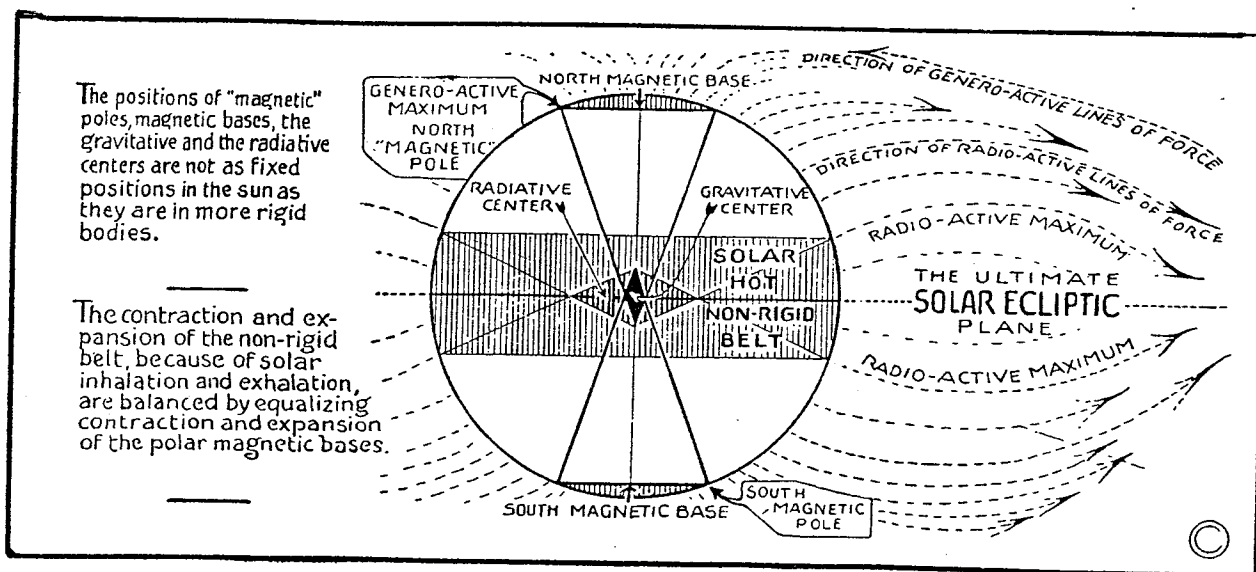 The positions of "magnetic"
poles, magnetic bases, the
gravitative and the radiative
centers are not as fixed
positions in the sun as
they are in more rigid
bodies.
The contraction and ex-
pansion of the non-rigid
belt, because of solar
inhalation and exhalation,
are balanced by equalizing
contraction and expansion
of the polar magnetic bases.
GENERO-ACTIVE
MAXIMUM
NORTH
"MAGNETIC"
POLE
NORTH MAGNETIC BASE
RADIATIVE
CENTER
GRAVITATIVE
CENTER
SOLAR
HOT
NON-RIGID
BELT
SOUTH MAGNETIC BASE
SOUTH
MAGNETIC
POLE
DIRECTION OF GENERO-ACTIVE LINES OF FORCE
DIRECTION OF RADIO-ACTIVE LINES OF FORCE
RADIO-ACTIVE MAXIMUM
THE ULTIMATE
SOLAR ECLIPTIC
PLANE
RADIO-ACTIVE MAXIMUM
©